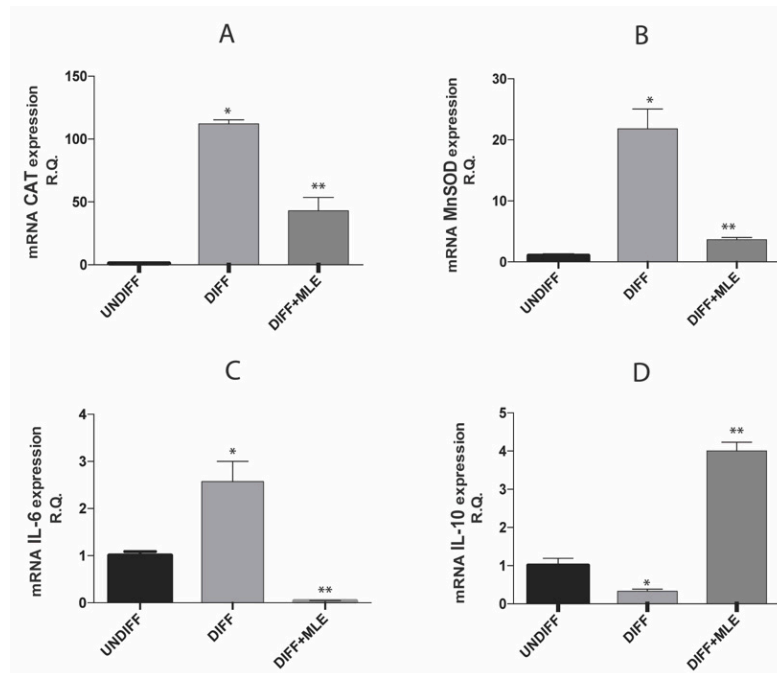 A
mRNA CAT expression
R.Q.
150
100
50
0
*
**
UNDIFF
DIFF
DIFF+MLE
B
mRNA MnSOD expression
R.Q.
30
20
10
0
*
**
UNDIFF
DIFF
DIFF+MLE
C
mRNA IL-6 expression
R.Q.
4
3
2
1
0
*
**
UNDIFF
DIFF
DIFF+MLE
D
mRNA IL-10 expression
R.Q.
5
4
3
2
1
0
*
**
UNDIFF
DIFF
DIFF+MLE